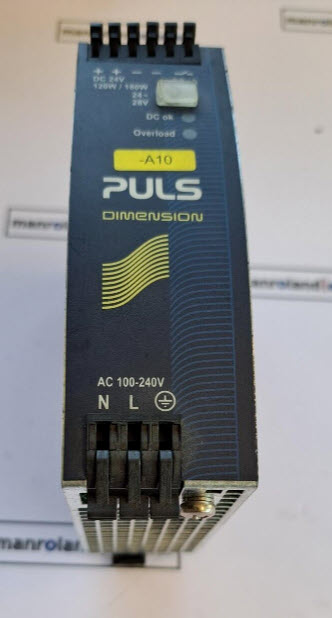 + + − −
DC 24V
120W / 180W
24 -
28V
DC ok
Overload
-A10
PULS
DIMENSION
AC 100-240V
N L
manroland
manroland
manroland